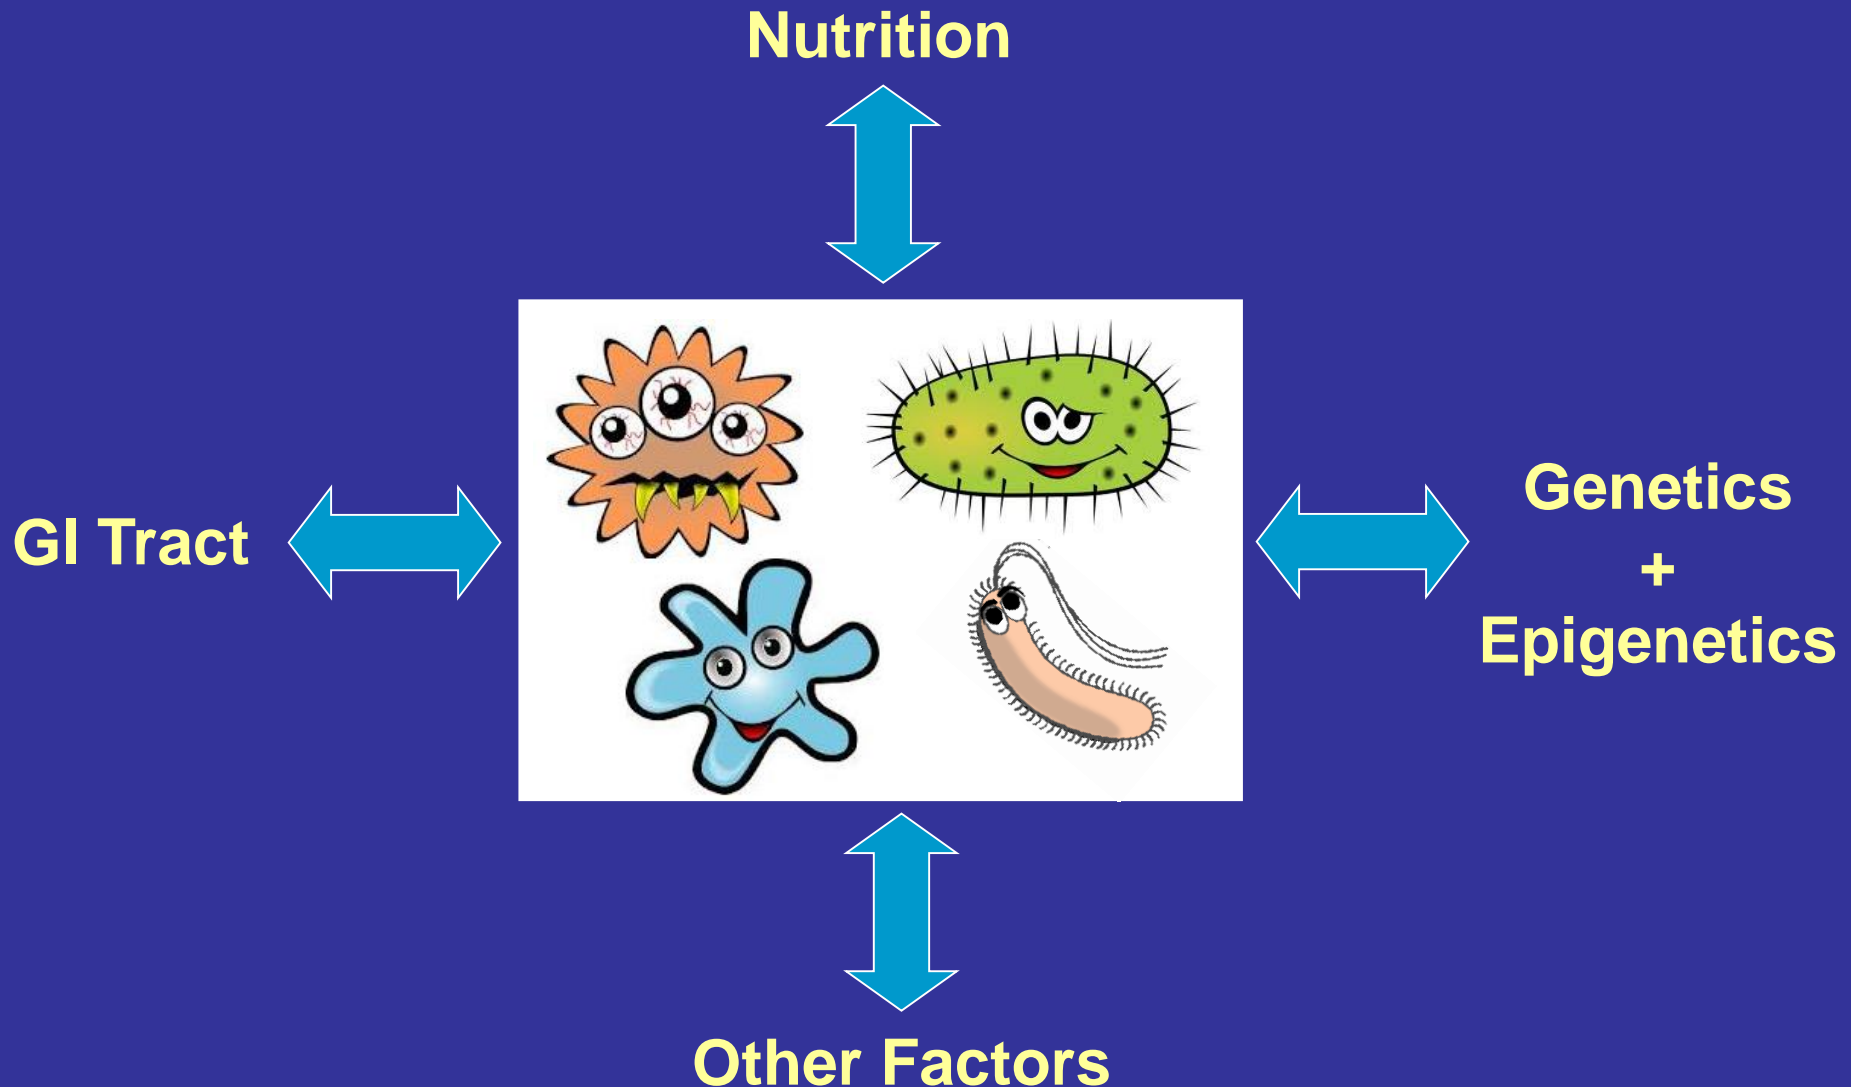 Nutrition
GI Tract
Genetics
+
Epigenetics
Other Factors